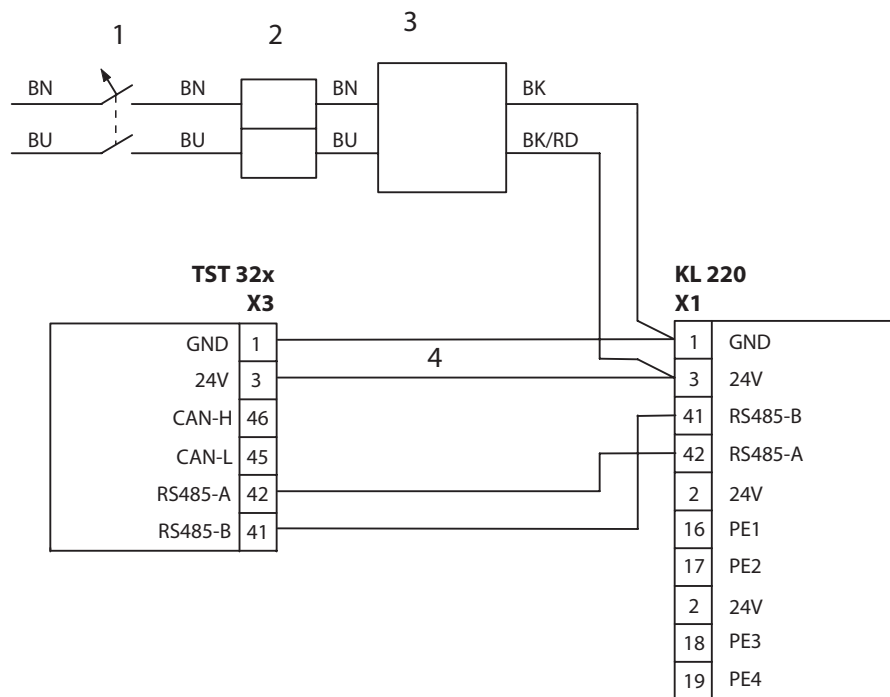 1 2 3
BN BN BN BK
BU BU BU BK/RD
TST 32x
X3
KL 220
X1
GND 1
24V 3
CAN-H 46
CAN-L 45
RS485-A 42
RS485-B 41
4
1 GND
3 24V
41 RS485-B
42 RS485-A
2 24V
16 PE1
17 PE2
2 24V
18 PE3
19 PE4